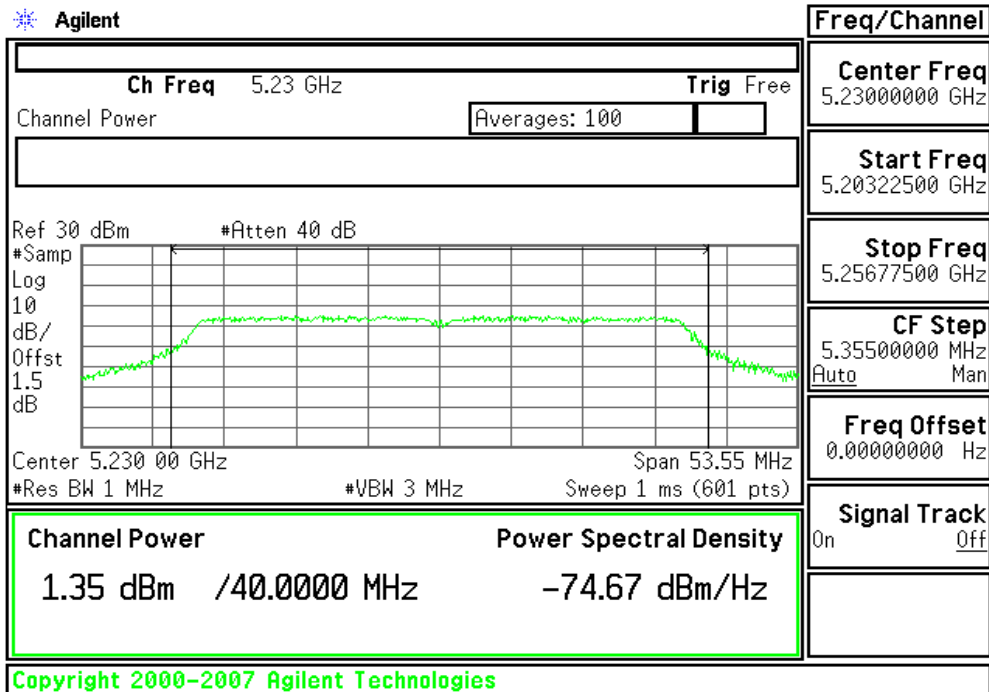 Agilent
Freq/Channel
Ch Freq 5.23 GHz Trig Free
Channel Power Averages: 100
Ref 30 dBm #Atten 40 dB
#Samp
Log
10
dB/
Offst
1.5
dB
Center 5.230 00 GHz Span 53.55 MHz
#Res BW 1 MHz #VBW 3 MHz Sweep 1 ms (601 pts)
Channel Power Power Spectral Density
1.35 dBm /40.0000 MHz -74.67 dBm/Hz
Center Freq
5.23000000 GHz
Start Freq
5.20322500 GHz
Stop Freq
5.25677500 GHz
CF Step
5.35500000 MHz
Auto Man
Freq Offset
0.00000000 Hz
Signal Track
On Off
Copyright 2000-2007 Agilent Technologies